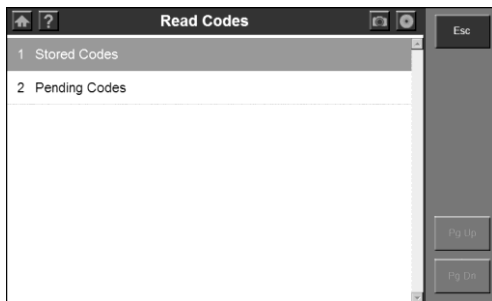 ?
Read Codes
Esc
1 Stored Codes
2 Pending Codes
Pg Up
Pg Dn